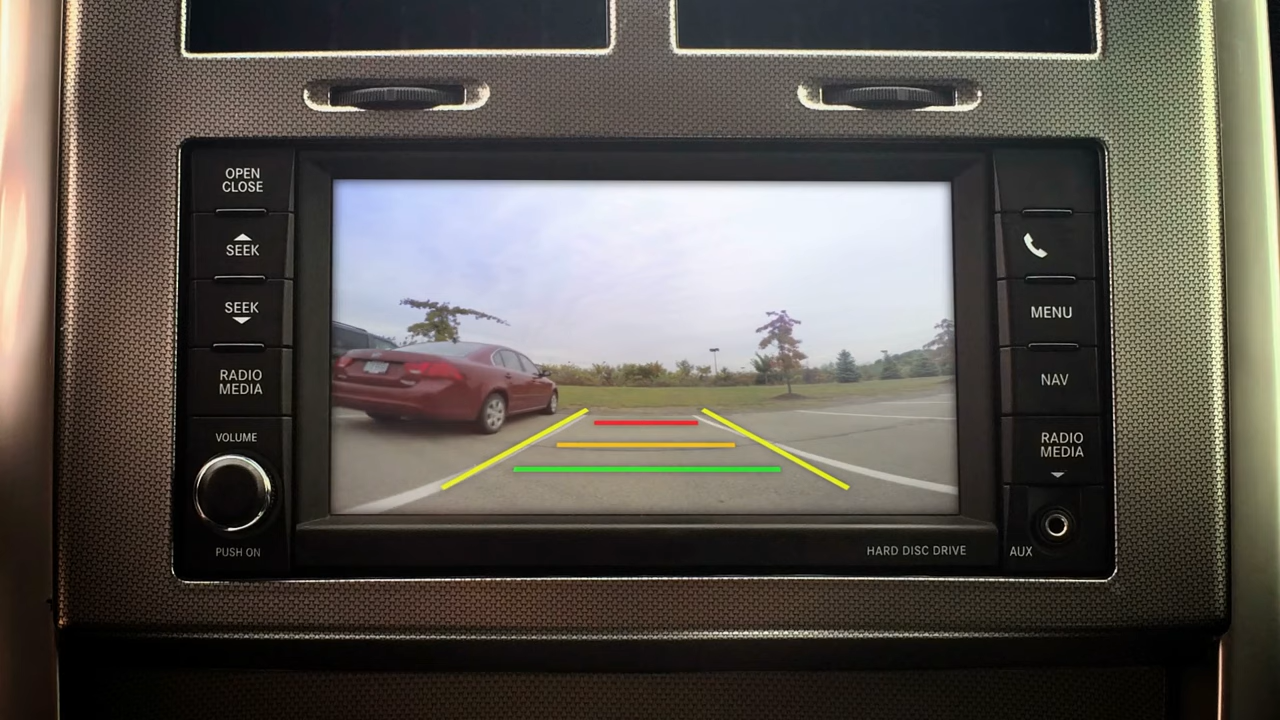 OPEN
CLOSE
SEEK
SEEK
RADIO
MEDIA
VOLUME
PUSH ON
MENU
NAV
RADIO
MEDIA
AUX
HARD DISC DRIVE